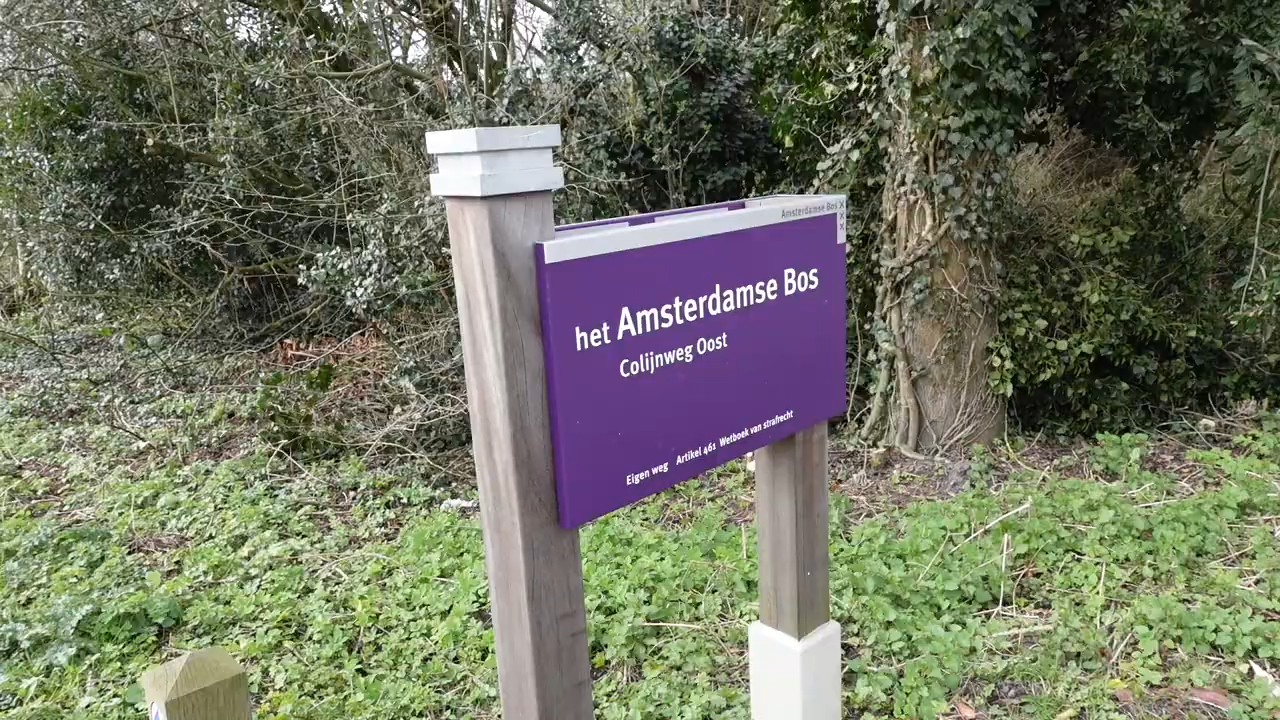 Amsterdamse Bos
X
X
X
het Amsterdamse Bos
Colijnweg Oost
Eigen weg Artikel 461 Wetboek van strafrecht